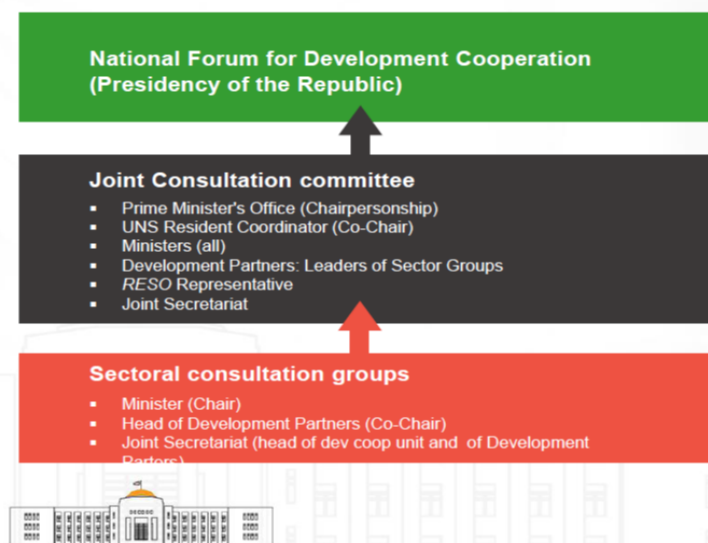 National Forum for Development Cooperation
(Presidency of the Republic)
Joint Consultation committee
▪ Prime Minister's Office (Chairpersonship)
▪ UNS Resident Coordinator (Co-Chair)
▪ Ministers (all)
▪ Development Partners: Leaders of Sector Groups
▪ RESO Representative
▪ Joint Secretariat
Sectoral consultation groups
▪ Minister (Chair)
▪ Head of Development Partners (Co-Chair)
▪ Joint Secretariat (head of dev coop unit and of Development
Partors)